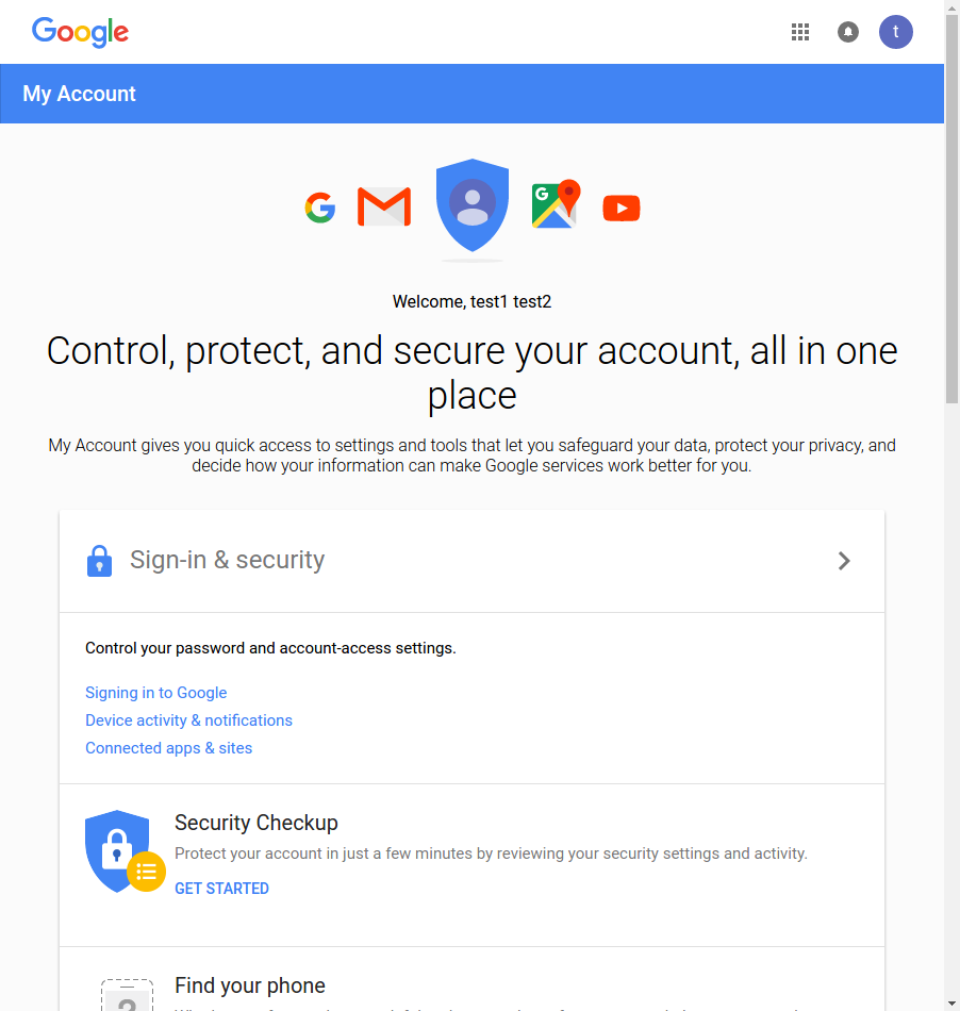 Google
t
My Account
G
Welcome, test1 test2
Control, protect, and secure your account, all in one
place
My Account gives you quick access to settings and tools that let you safeguard your data, protect your privacy, and
decide how your information can make Google services work better for you.
Sign-in & security
Control your password and account-access settings.
Signing in to Google
Device activity & notifications
Connected apps & sites
Security Checkup
Protect your account in just a few minutes by reviewing your security settings and activity.
GET STARTED
Find your phone